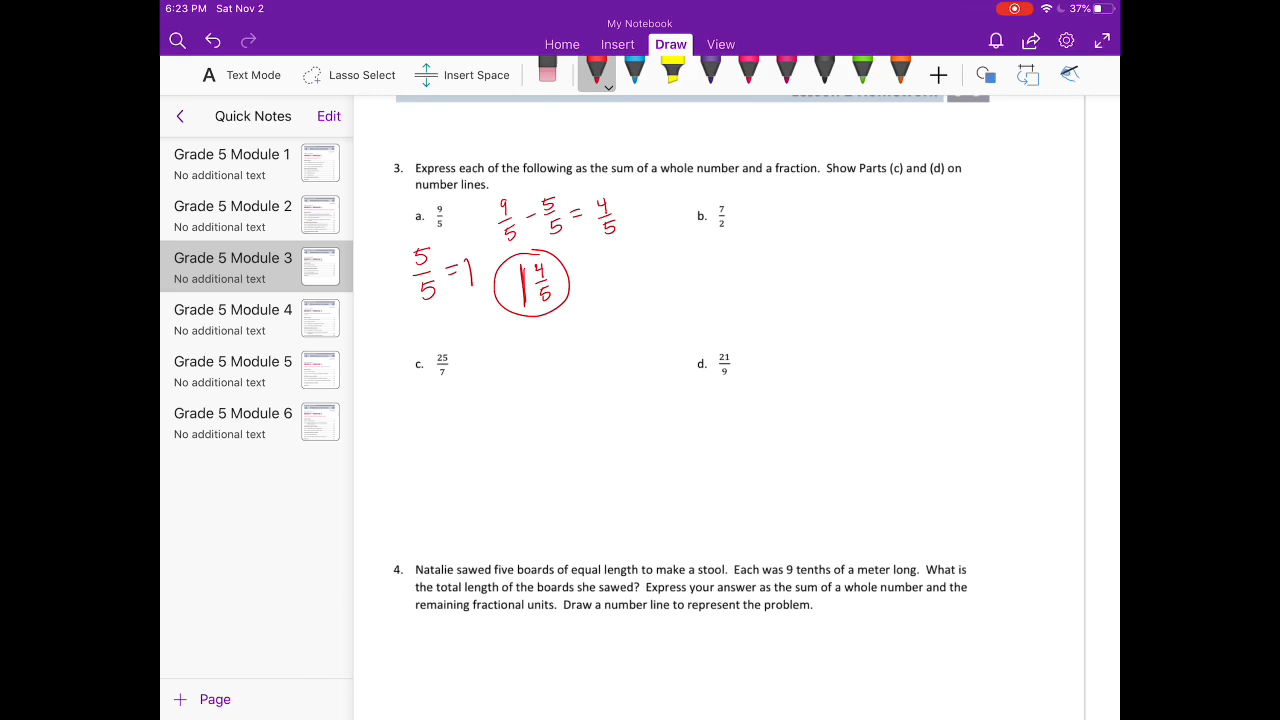 6:23 PM Sat Nov 2
37%
My Notebook
Home Insert Draw View
Text Mode Lasso Select Insert Space
Quick Notes Edit
Grade 5 Module 1
No additional text
Grade 5 Module 2
No additional text
Grade 5 Module 3
No additional text
Grade 5 Module 4
No additional text
Grade 5 Module 5
No additional text
Grade 5 Module 6
No additional text
+ Page
3. Express each of the following as the sum of a whole number and a fraction. Show Parts (c) and (d) on
number lines.
a. 9/5
9/5 - 5/5 4/5
5/5 = 1
1 4/5
b. 7/2
c. 25/7
d. 21/9
4. Natalie sawed five boards of equal length to make a stool. Each was 9 tenths of a meter long. What is
the total length of the boards she sawed? Express your answer as the sum of a whole number and the
remaining fractional units. Draw a number line to represent the problem.